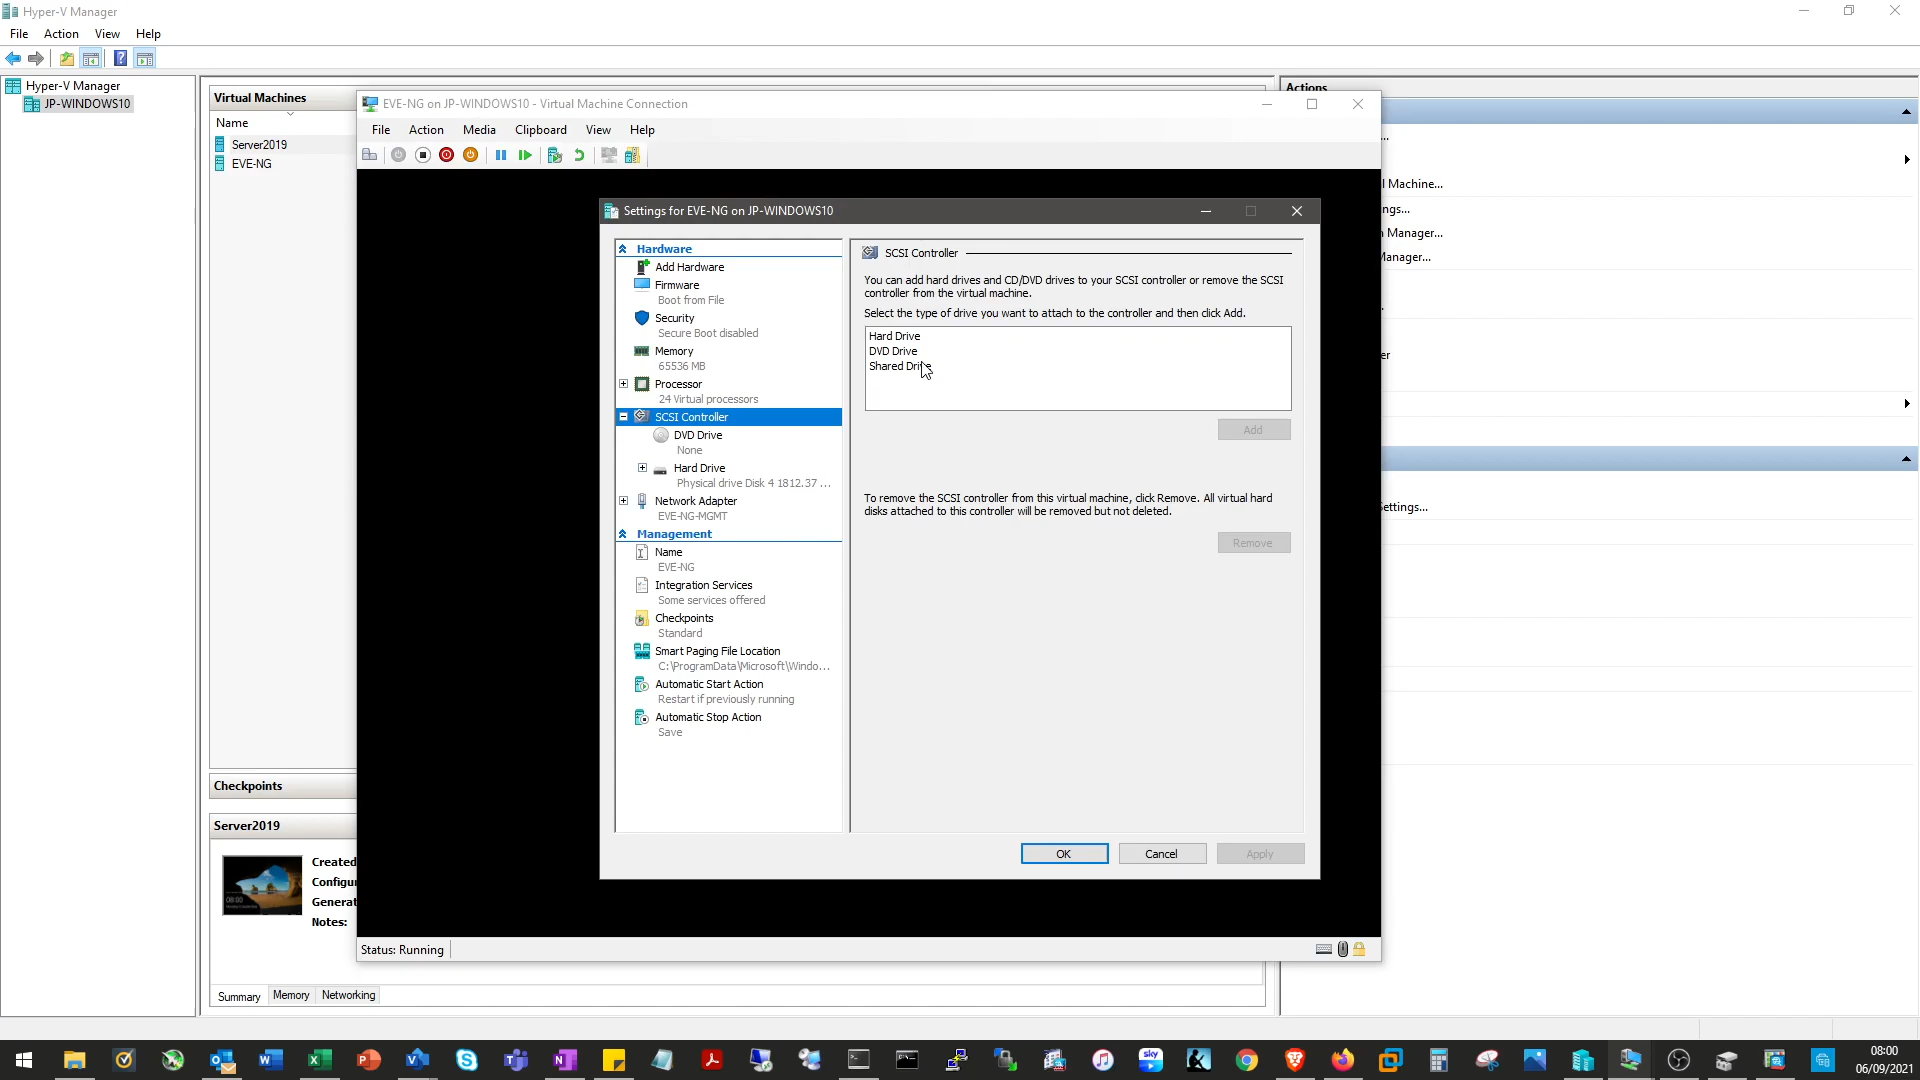 Hyper-V Manager
File Action View Help
Hyper-V Manager
JP-WINDOWS10
Virtual Machines
Name
Server2019
EVE-NG
Checkpoints
Server2019
Created
Configur
Generat
Notes:
Summary Memory Networking
EVE-NG on JP-WINDOWS10 - Virtual Machine Connection
File Action Media Clipboard View Help
Settings for EVE-NG on JP-WINDOWS10
Hardware
Add Hardware
Firmware
Boot from File
Security
Secure Boot disabled
Memory
65536 MB
Processor
24 Virtual processors
SCSI Controller
DVD Drive
None
Hard Drive
Physical drive Disk 4 1812.37 ...
Network Adapter
EVE-NG-MGMT
Management
Name
EVE-NG
Integration Services
Some services offered
Checkpoints
Standard
Smart Paging File Location
C:\ProgramData\Microsoft\Windo...
Automatic Start Action
Restart if previously running
Automatic Stop Action
Save
SCSI Controller
You can add hard drives and CD/DVD drives to your SCSI controller or remove the SCSI
controller from the virtual machine.
Select the type of drive you want to attach to the controller and then click Add.
Hard Drive
DVD Drive
Shared Drive
Add
To remove the SCSI controller from this virtual machine, click Remove. All virtual hard
disks attached to this controller will be removed but not deleted.
Remove
OK Cancel Apply
Status: Running
Actions
...
l Machine...
ngs...
n Manager...
Manager...
.
er
Settings...
sky
08:00
06/09/2021